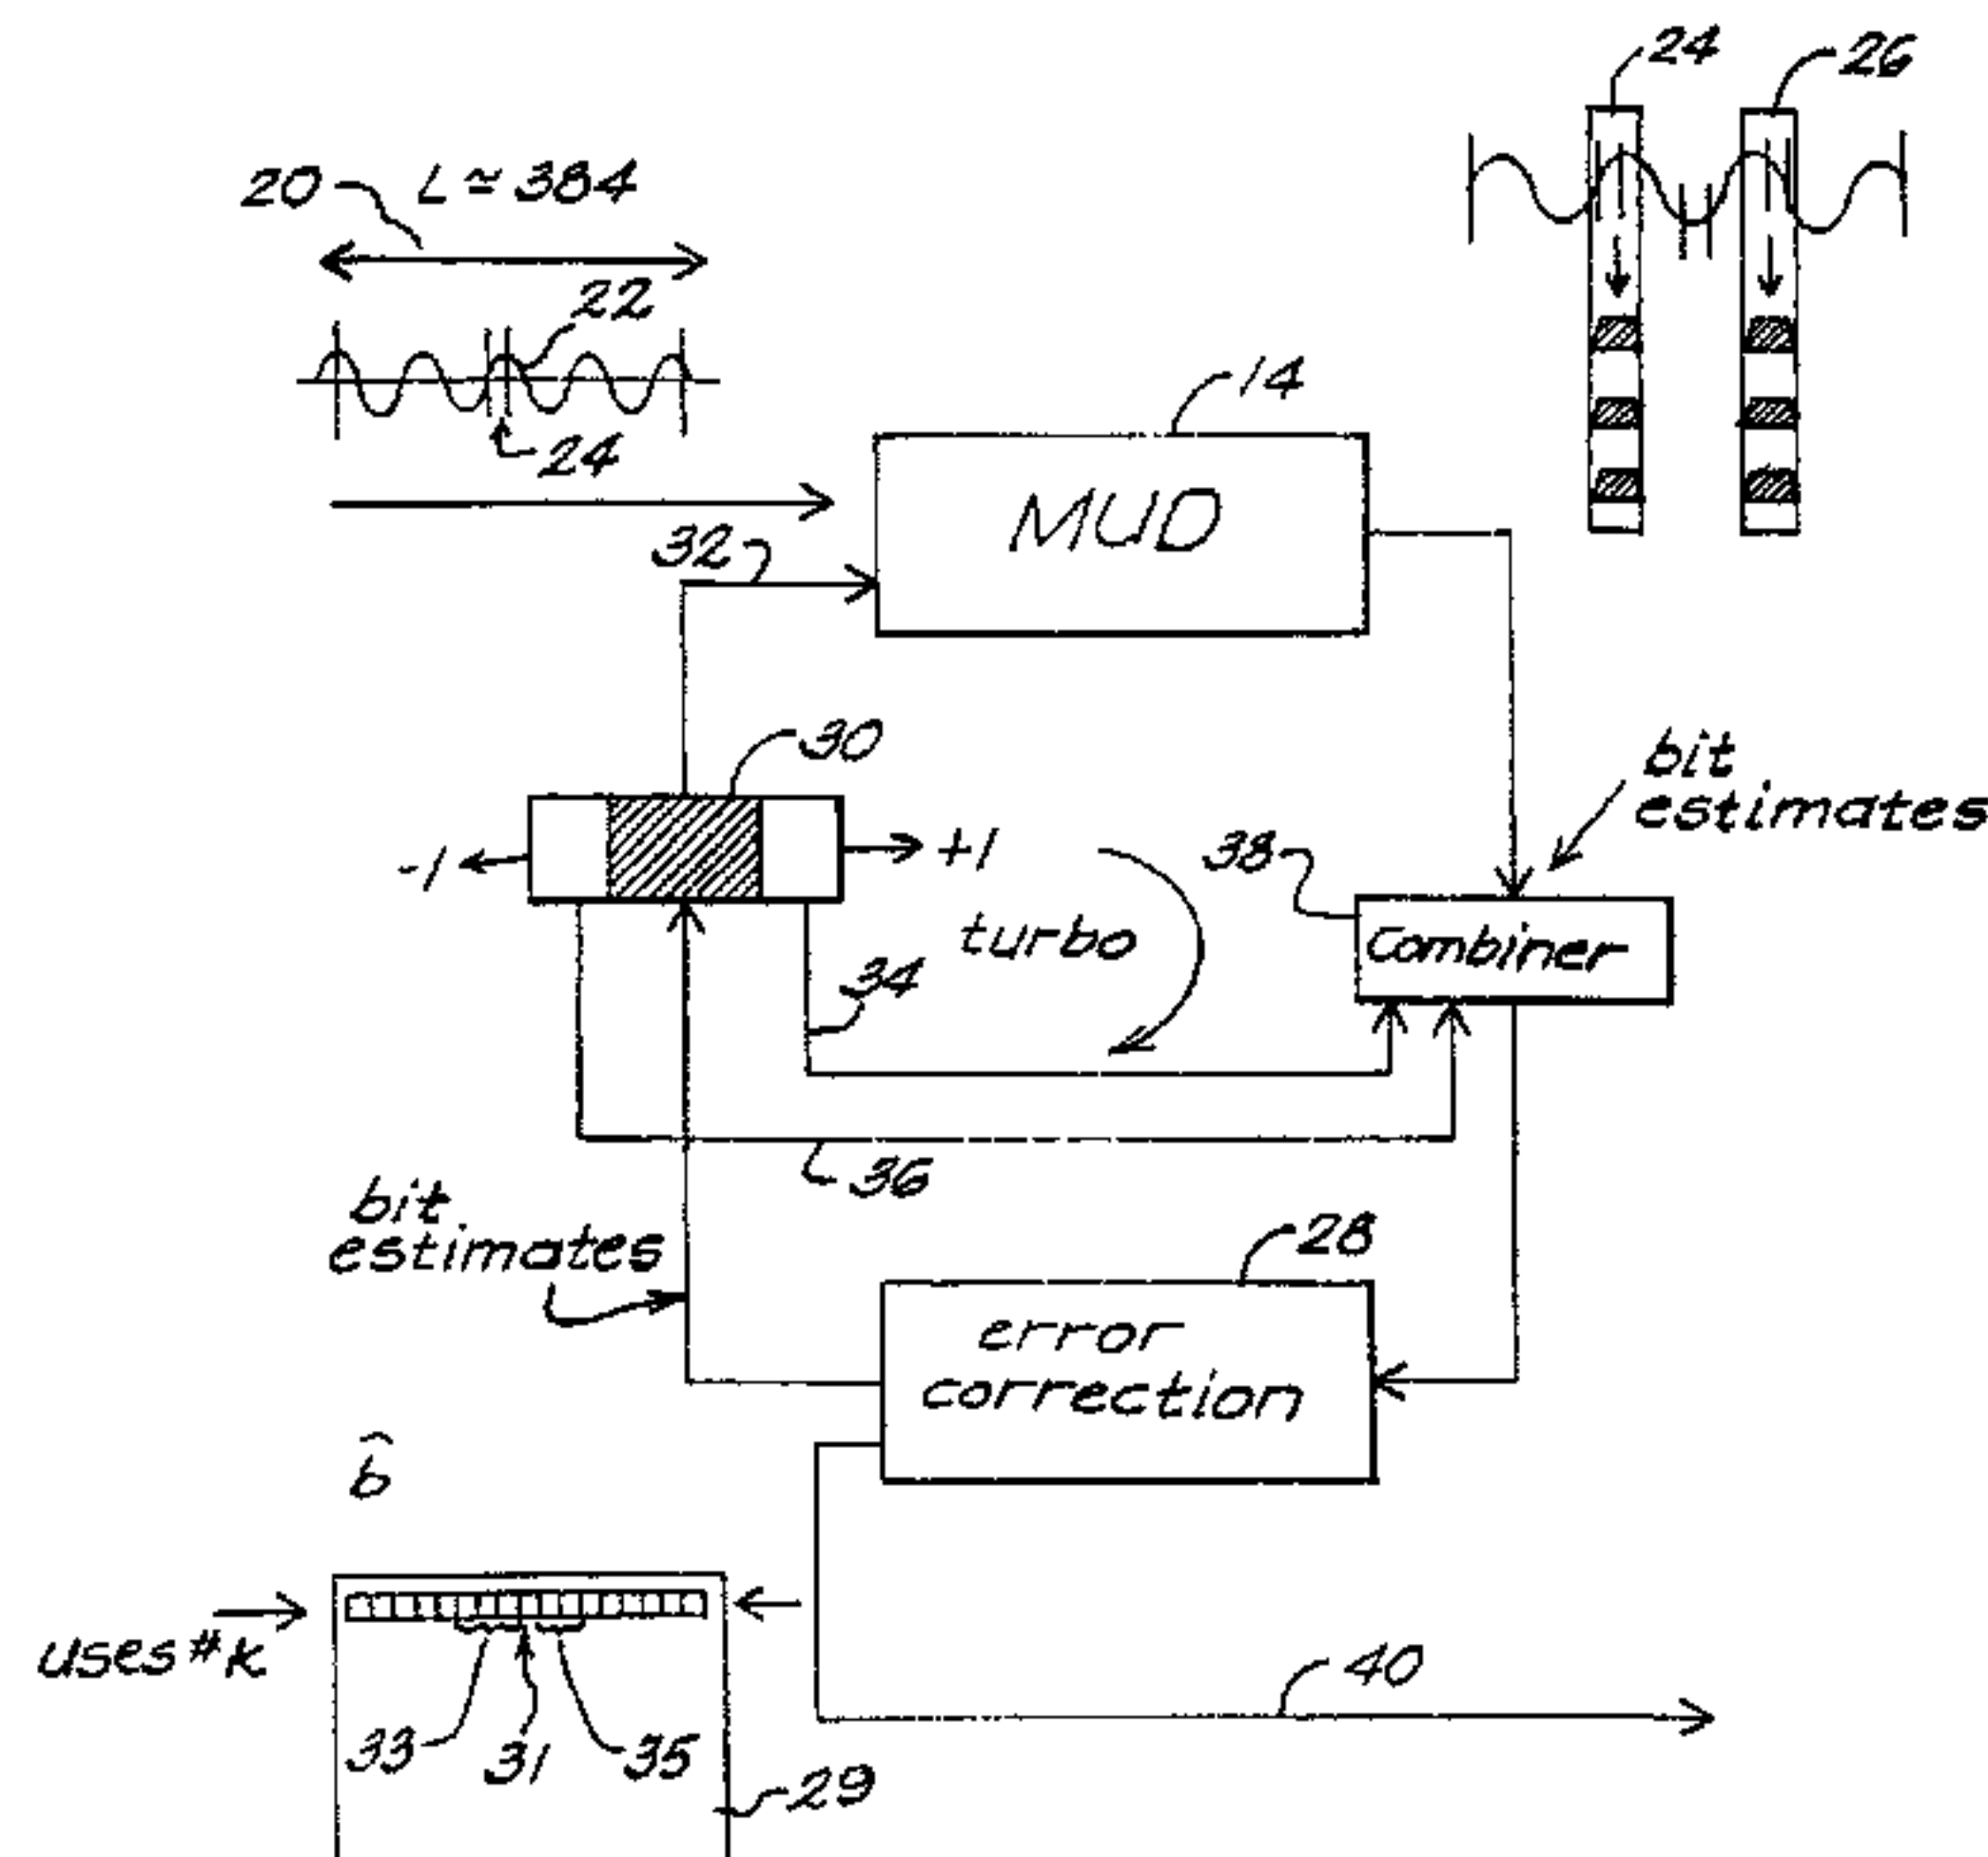 24
26
20
L ≃ 384
22
24
14
MUD
32
30
bit
estimates
-1
+1
38
turbo
Combiner
34
36
bit
estimates
28
error
correction
b̂
uses #k
40
33
31
35
29